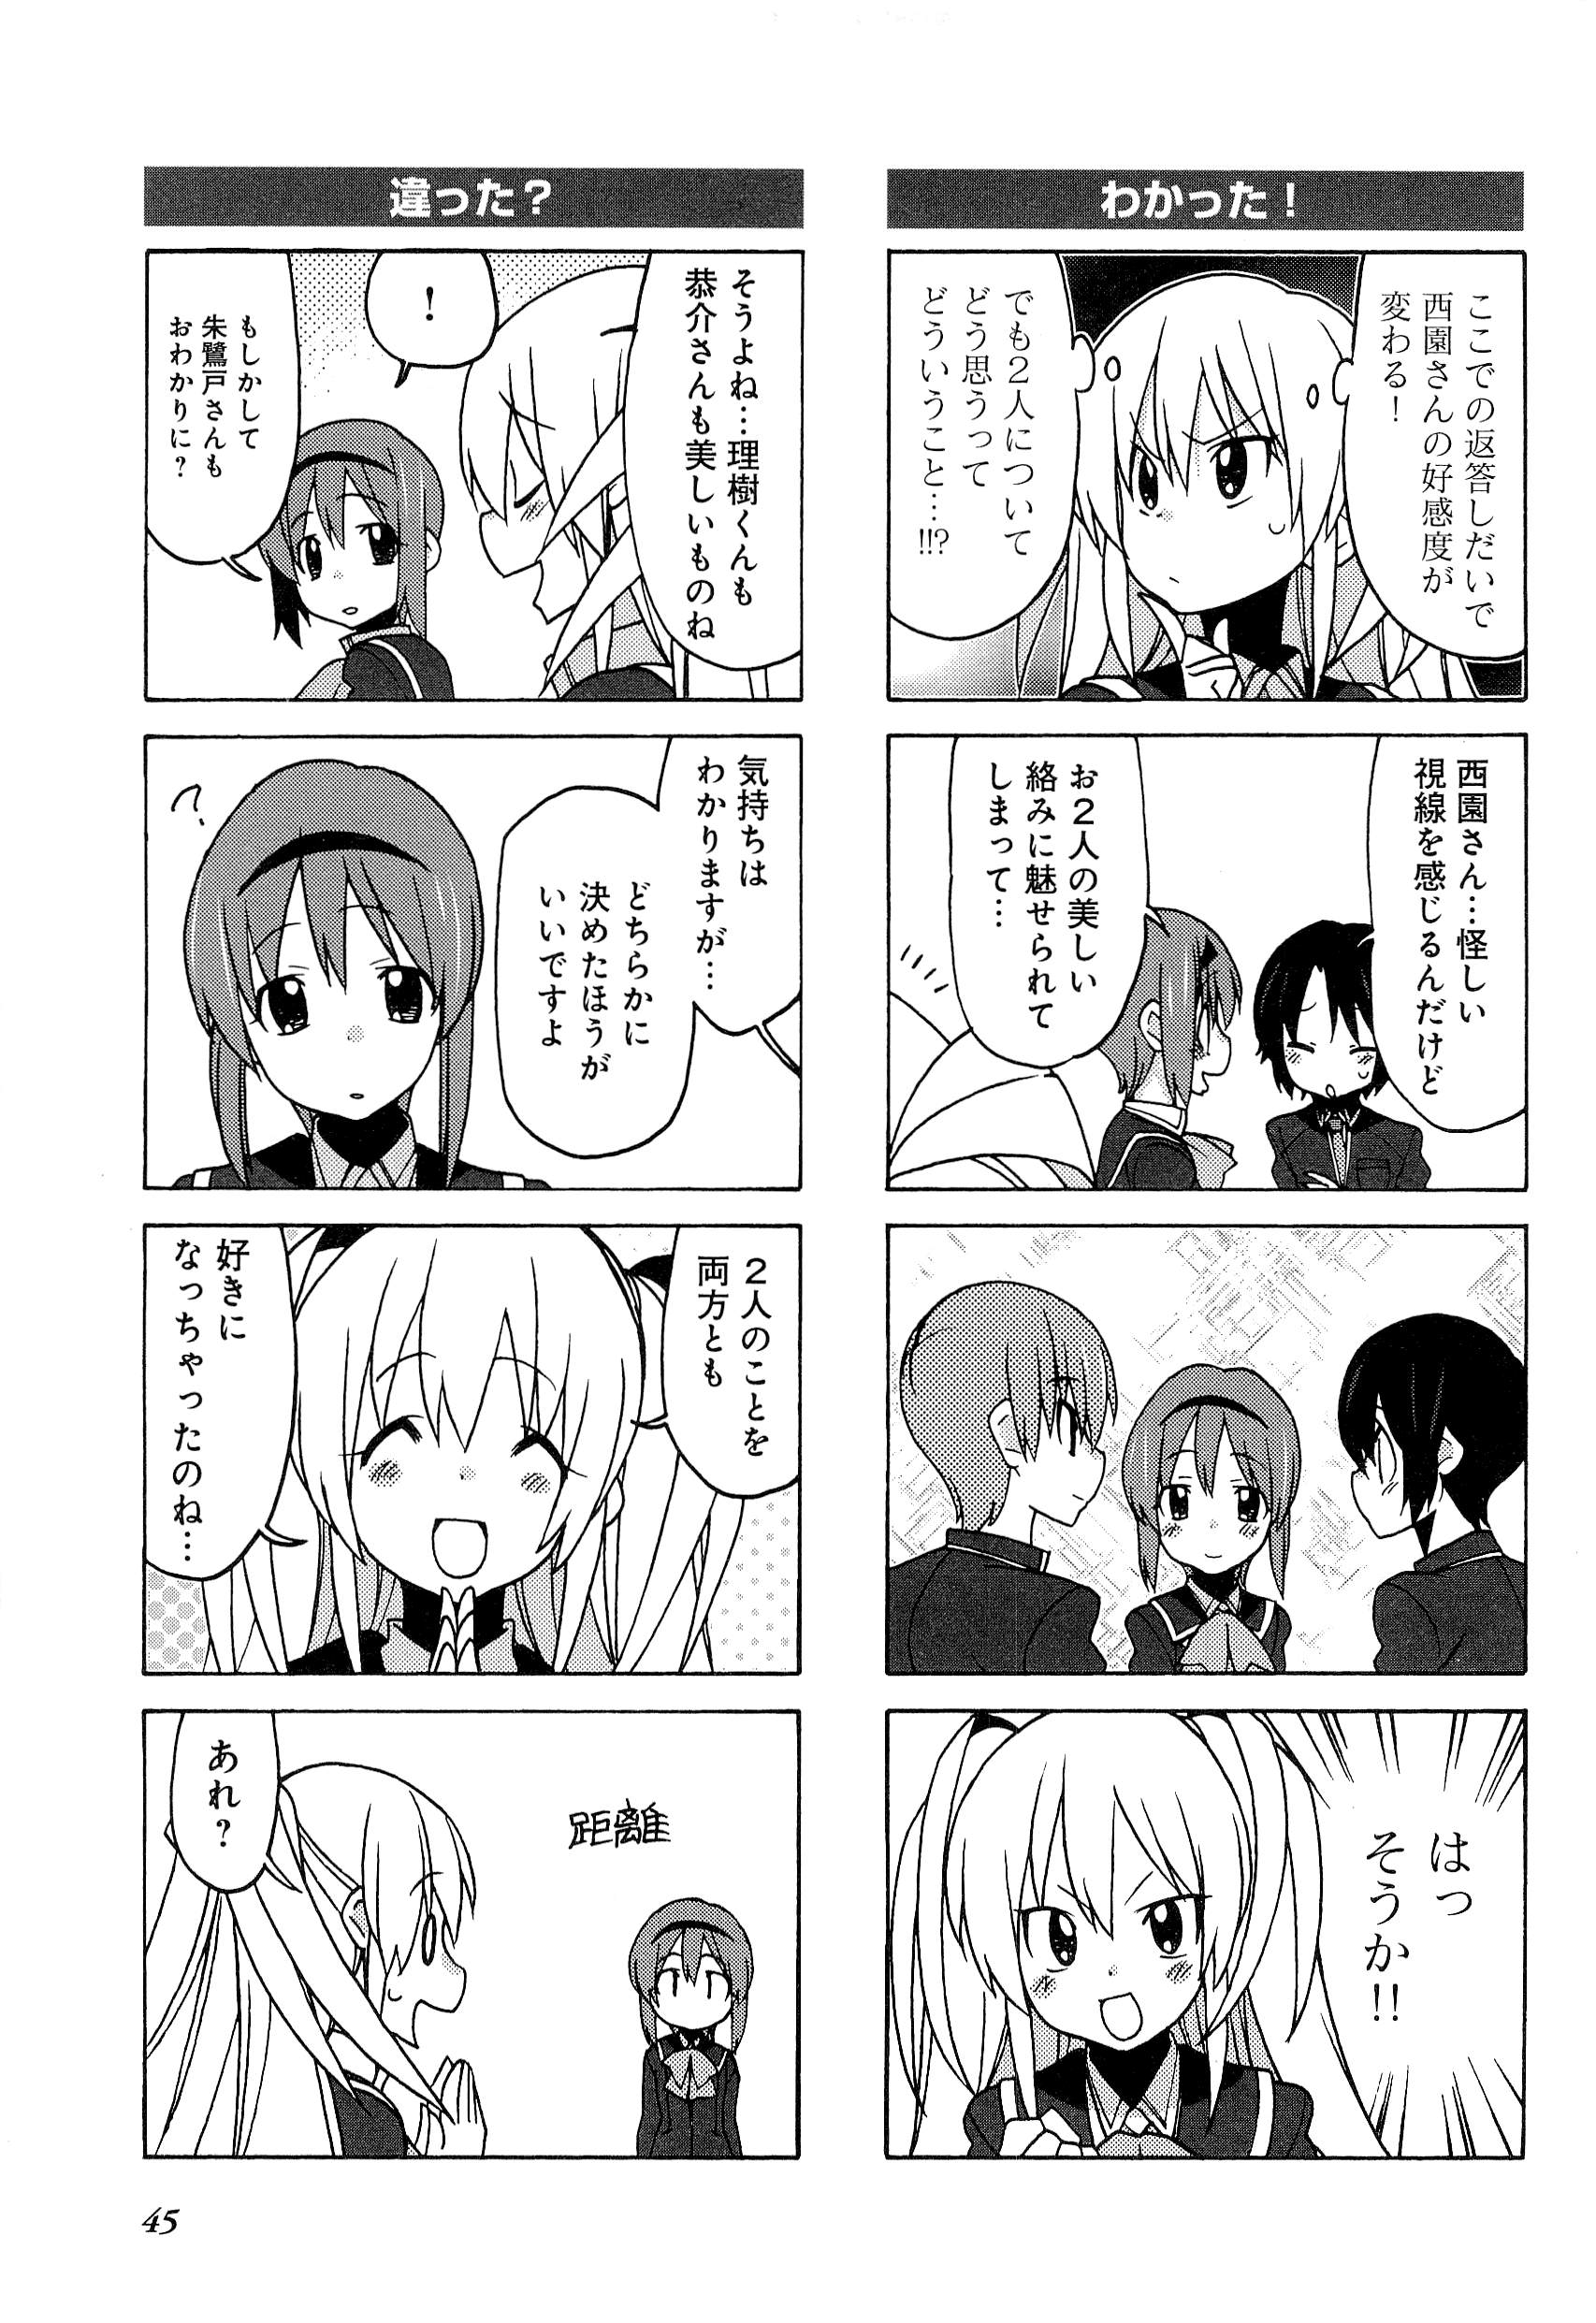 わかった！
ここでの返答しだいで
西園さんの好感度が
変わる！
でも2人について
どう思うって
どういうこと…!!?
西園さん…怪しい
視線を感じるんだけど
お2人の美しい
絡みに魅せられて
しまって…
はっ
そうか!!
違った？
そうよね…理樹くんも
恭介さんも美しいものね
！
もしかして
朱鷺戸さんも
おわかりに？
気持ちは
わかりますが…
どちらかに
決めたほうが
いいですよ
?
2人のことを
両方とも
好きに
なっちゃったのね…
距離
あれ？
45